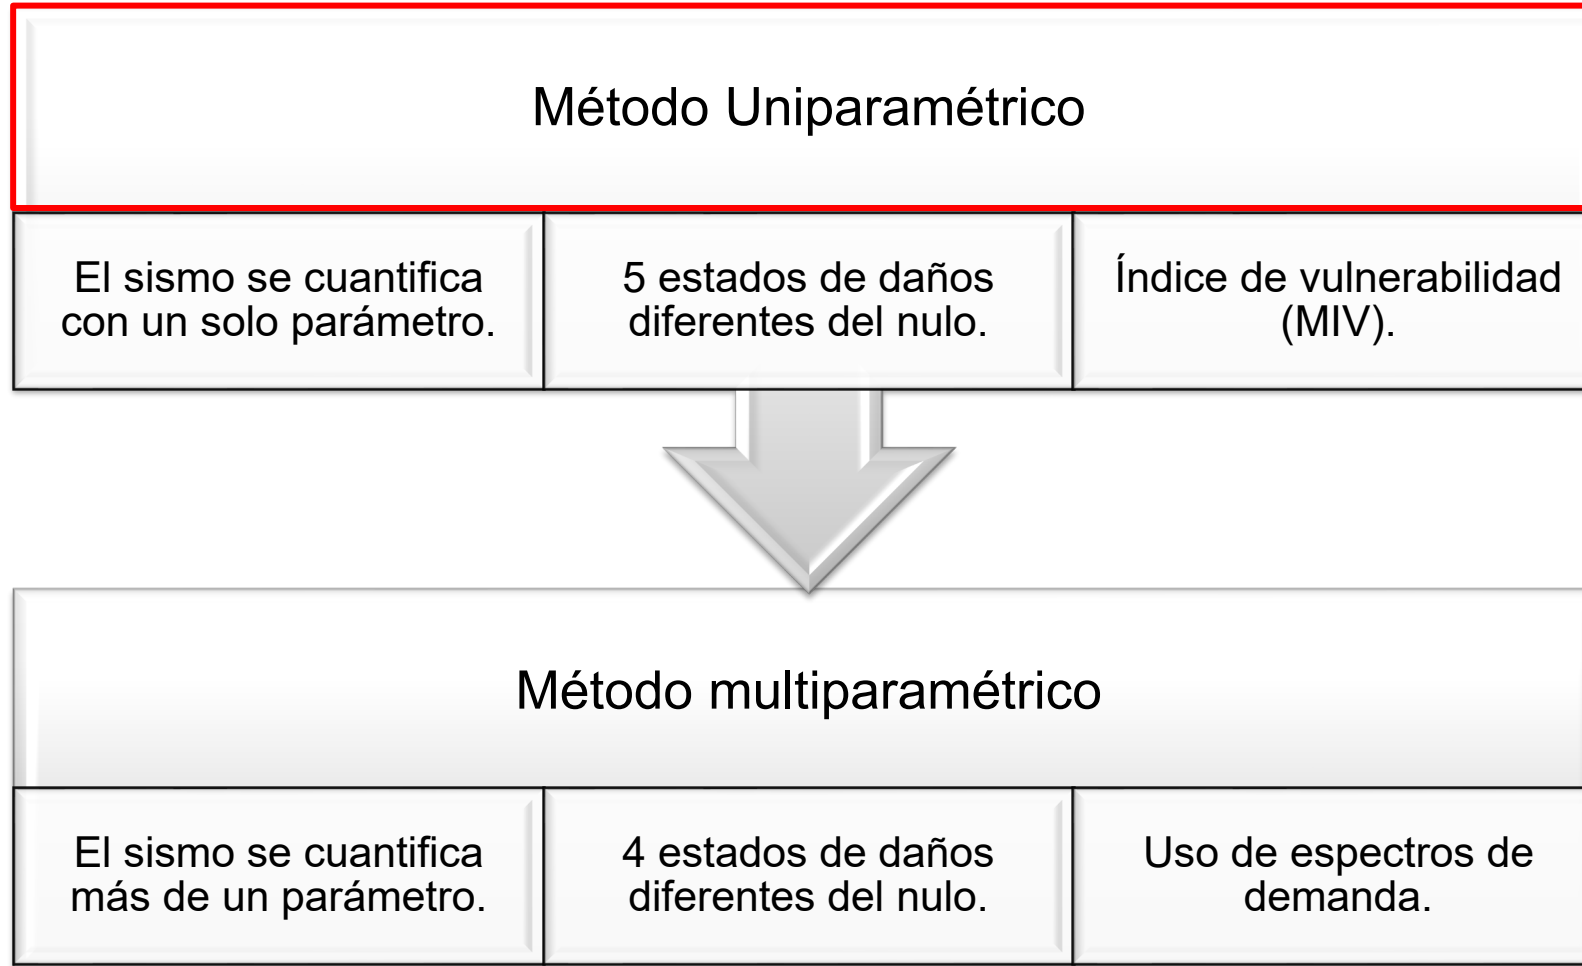 Método Uniparamétrico
El sismo se cuantifica
con un solo parámetro.
5 estados de daños
diferentes del nulo.
Índice de vulnerabilidad
(MIV).
Método multiparamétrico
El sismo se cuantifica
más de un parámetro.
4 estados de daños
diferentes del nulo.
Uso de espectros de
demanda.